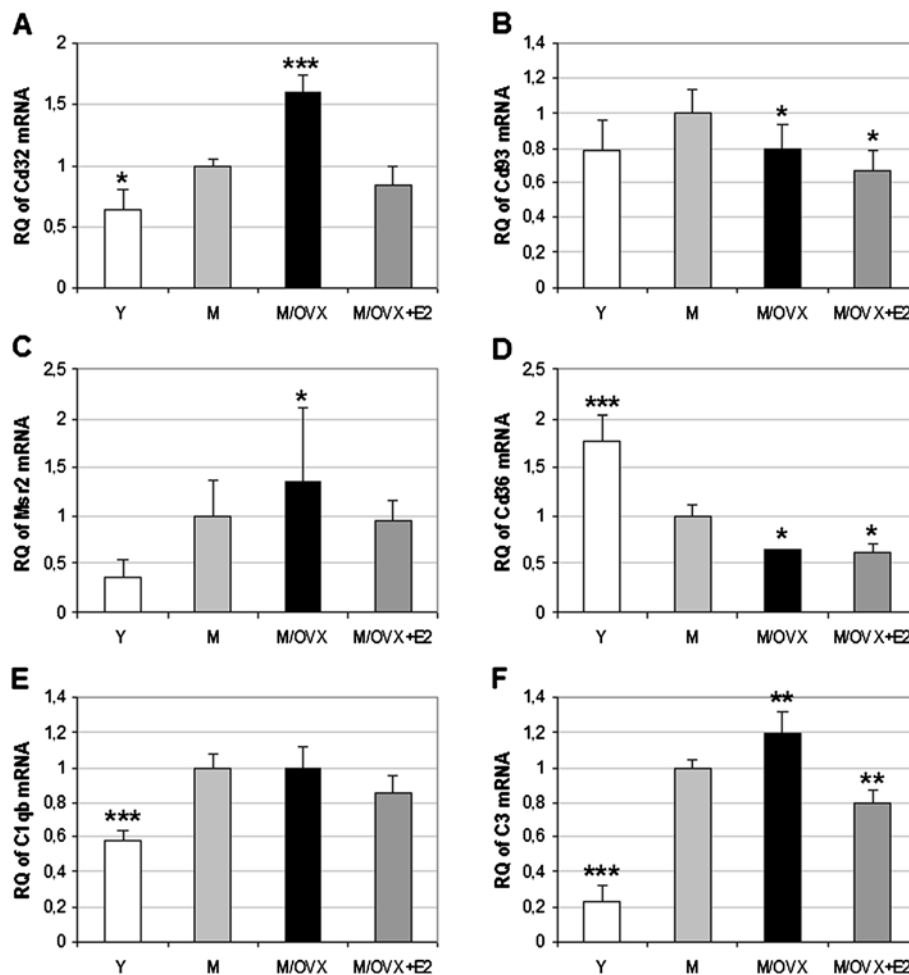 A
RQ of Cd32 mRNA
2
1,5
1
0,5
0
*
***
Y M M/OVX M/OVX+E2
B
RQ of Cd93 mRNA
1,4
1,2
1
0,8
0,6
0,4
0,2
0
*
*
Y M M/OVX M/OVX+E2
C
RQ of Msr2 mRNA
2,5
2
1,5
1
0,5
0
*
Y M M/OVX M/OVX+E2
D
RQ of Cd36 mRNA
2,5
2
1,5
1
0,5
0
***
*
*
Y M M/OVX M/OVX+E2
E
RQ of C1qb mRNA
1,4
1,2
1
0,8
0,6
0,4
0,2
0
***
Y M M/OVX M/OVX+E2
F
RQ of C3 mRNA
1,4
1,2
1
0,8
0,6
0,4
0,2
0
***
**
**
Y M M/OVX M/OVX+E2